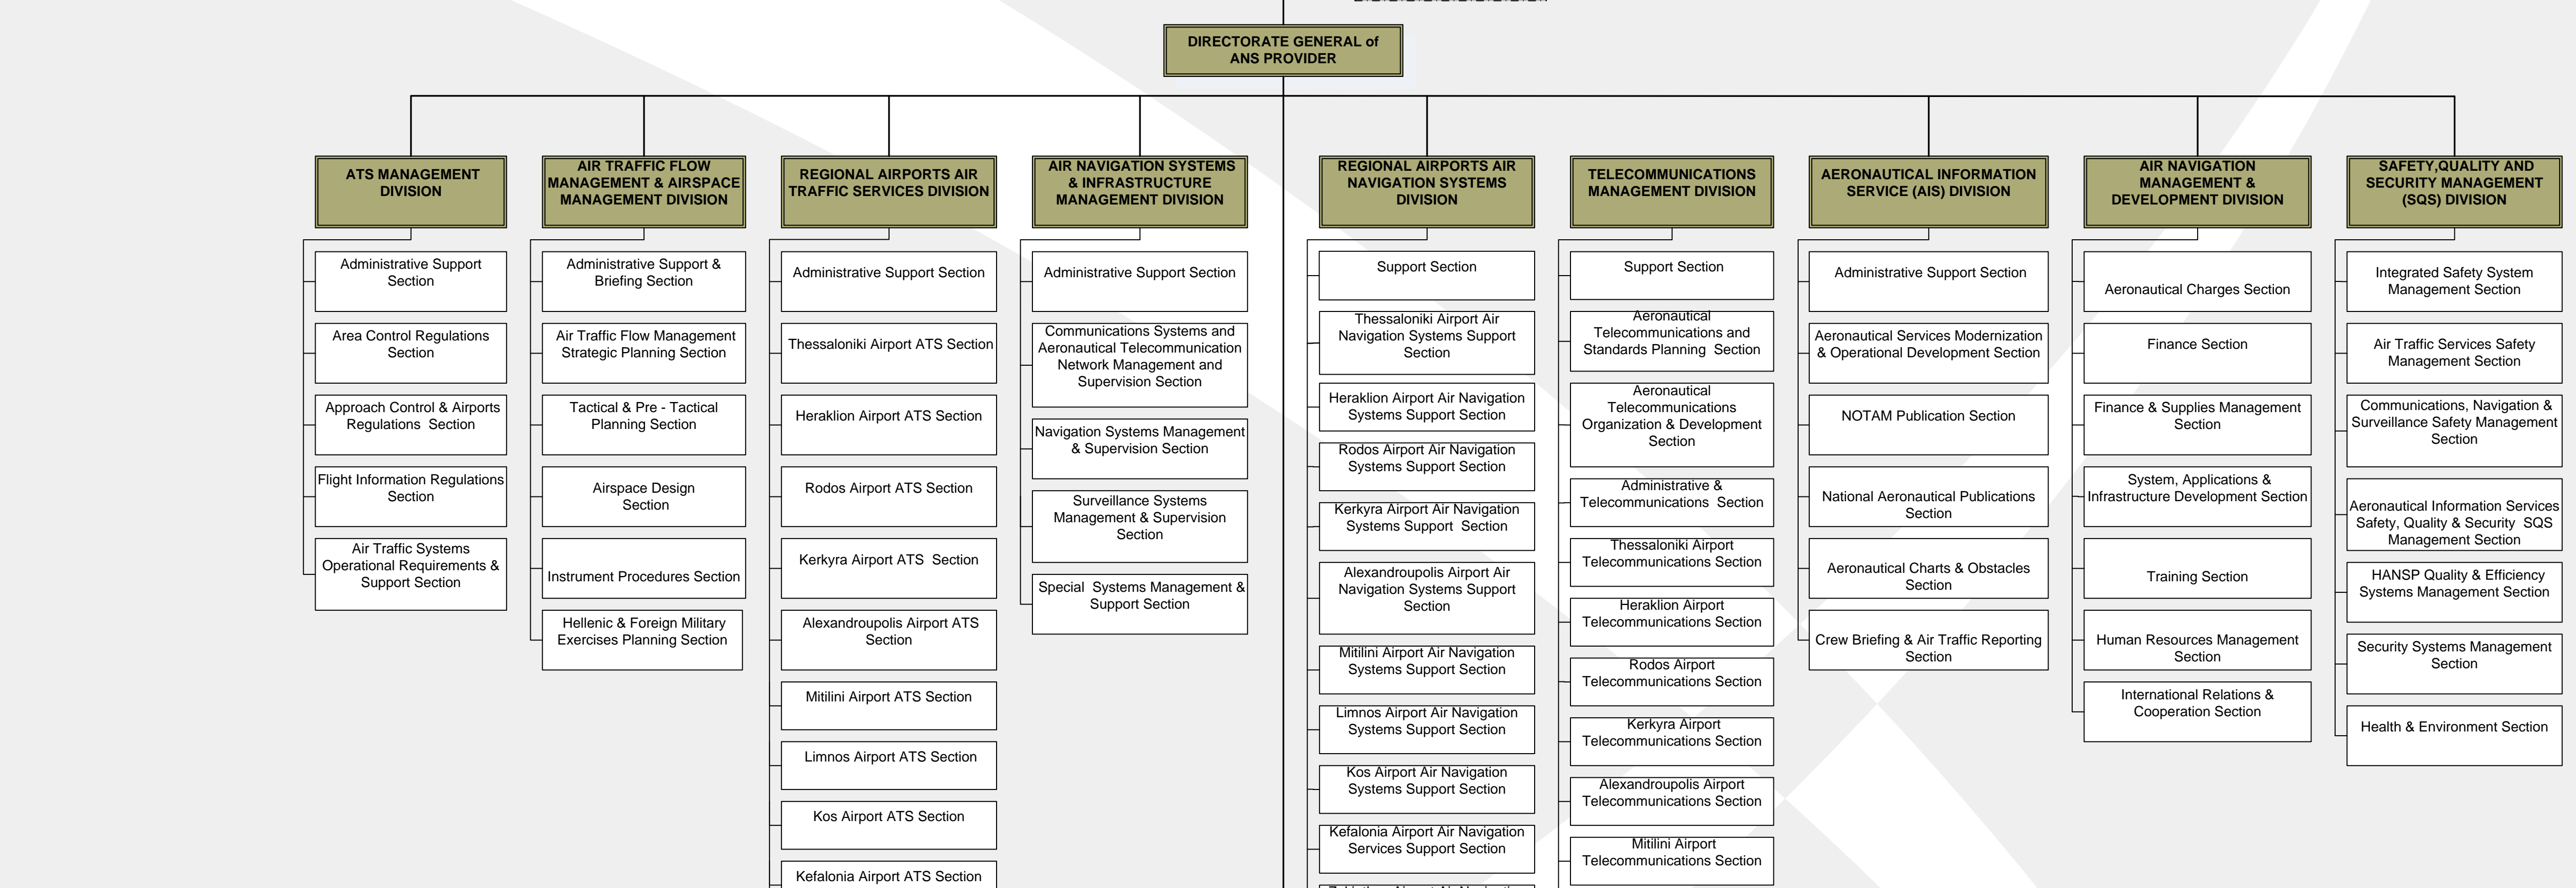 DIRECTORATE GENERAL of
ANS PROVIDER
ATS MANAGEMENT
DIVISION
Administrative Support
Section
Area Control Regulations
Section
Approach Control & Airports
Regulations Section
Flight Information Regulations
Section
Air Traffic Systems
Operational Requirements &
Support Section
AIR TRAFFIC FLOW
MANAGEMENT & AIRSPACE
MANAGEMENT DIVISION
Administrative Support &
Briefing Section
Air Traffic Flow Management
Strategic Planning Section
Tactical & Pre - Tactical
Planning Section
Airspace Design
Section
Instrument Procedures Section
Hellenic & Foreign Military
Exercises Planning Section
REGIONAL AIRPORTS AIR
TRAFFIC SERVICES DIVISION
Administrative Support Section
Thessaloniki Airport ATS Section
Heraklion Airport ATS Section
Rodos Airport ATS Section
Kerkyra Airport ATS Section
Alexandroupolis Airport ATS
Section
Mitilini Airport ATS Section
Limnos Airport ATS Section
Kos Airport ATS Section
Kefalonia Airport ATS Section
AIR NAVIGATION SYSTEMS
& INFRASTRUCTURE
MANAGEMENT DIVISION
Administrative Support Section
Communications Systems and
Aeronautical Telecommunication
Network Management and
Supervision Section
Navigation Systems Management
& Supervision Section
Surveillance Systems
Management & Supervision
Section
Special Systems Management &
Support Section
REGIONAL AIRPORTS AIR
NAVIGATION SYSTEMS
DIVISION
Support Section
Thessaloniki Airport Air
Navigation Systems Support
Section
Heraklion Airport Air Navigation
Systems Support Section
Rodos Airport Air Navigation
Systems Support Section
Kerkyra Airport Air Navigation
Systems Support Section
Alexandroupolis Airport Air
Navigation Systems Support
Section
Mitilini Airport Air Navigation
Systems Support Section
Limnos Airport Air Navigation
Systems Support Section
Kos Airport Air Navigation
Systems Support Section
Kefalonia Airport Air Navigation
Services Support Section
TELECOMMUNICATIONS
MANAGEMENT DIVISION
Support Section
Aeronautical
Telecommunications and
Standards Planning Section
Aeronautical
Telecommunications
Organization & Development
Section
Administrative &
Telecommunications Section
Thessaloniki Airport
Telecommunications Section
Heraklion Airport
Telecommunications Section
Rodos Airport
Telecommunications Section
Kerkyra Airport
Telecommunications Section
Alexandroupolis Airport
Telecommunications Section
Mitilini Airport
Telecommunications Section
AERONAUTICAL INFORMATION
SERVICE (AIS) DIVISION
Administrative Support Section
Aeronautical Services Modernization
& Operational Development Section
NOTAM Publication Section
National Aeronautical Publications
Section
Aeronautical Charts & Obstacles
Section
Crew Briefing & Air Traffic Reporting
Section
AIR NAVIGATION
MANAGEMENT &
DEVELOPMENT DIVISION
Aeronautical Charges Section
Finance Section
Finance & Supplies Management
Section
System, Applications &
Infrastructure Development Section
Training Section
Human Resources Management
Section
International Relations &
Cooperation Section
SAFETY,QUALITY AND
SECURITY MANAGEMENT
(SQS) DIVISION
Integrated Safety System
Management Section
Air Traffic Services Safety
Management Section
Communications, Navigation &
Surveillance Safety Management
Section
Aeronautical Information Services
Safety, Quality & Security SQS
Management Section
HANSP Quality & Efficiency
Systems Management Section
Security Systems Management
Section
Health & Environment Section